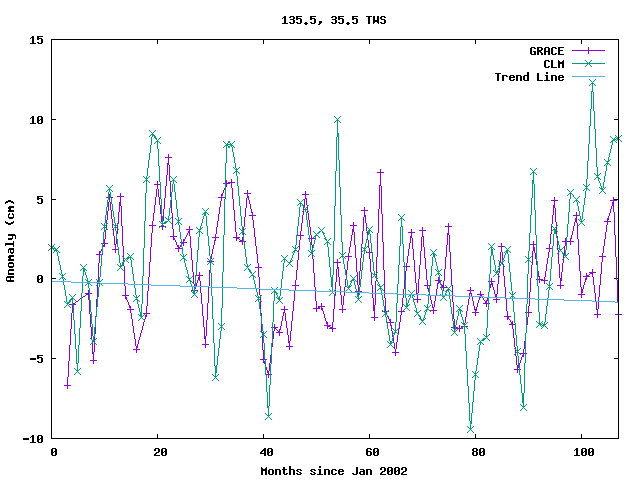 135.5, 35.5 TWS
GRACE
CLM
Trend Line
15
10
5
0
-5
-10
Anomaly (cm)
0 20 40 60 80 100
Months since Jan 2002